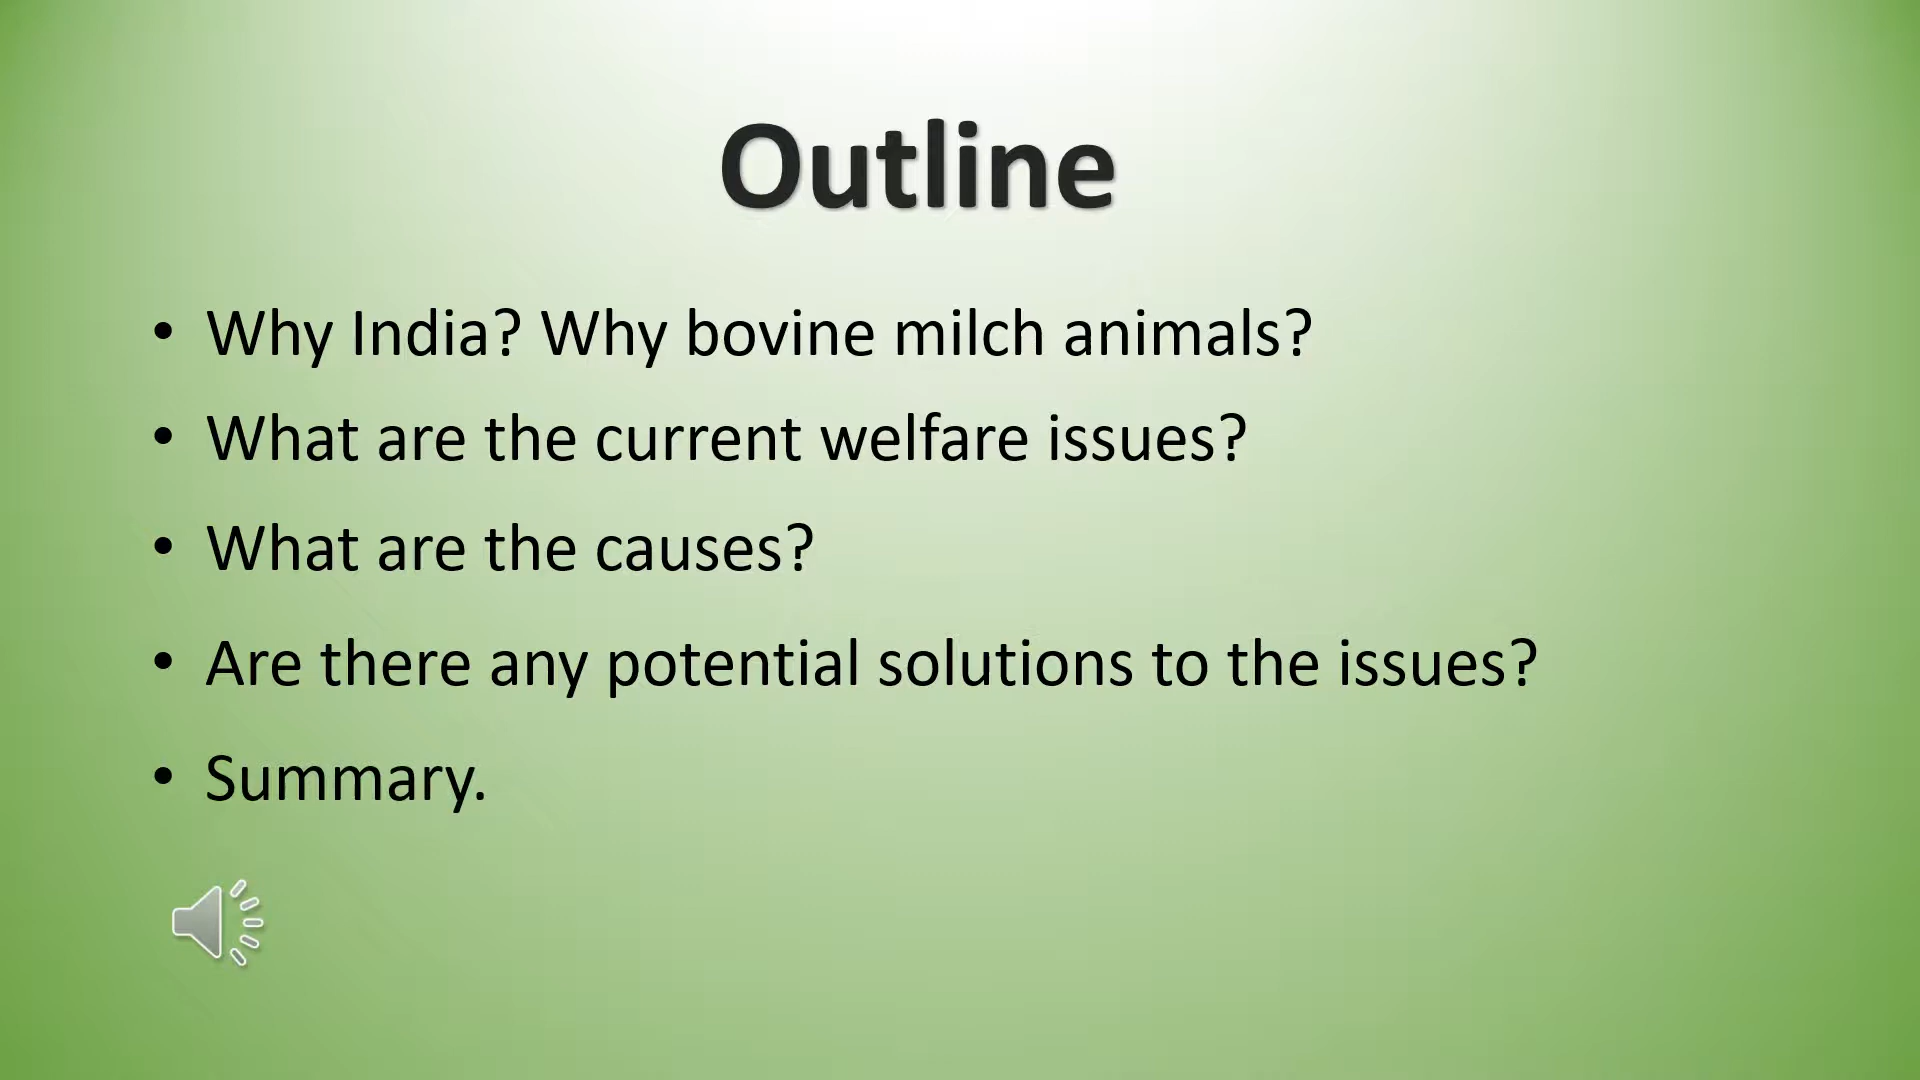 Outline
• Why India? Why bovine milch animals?
• What are the current welfare issues?
• What are the causes?
• Are there any potential solutions to the issues?
• Summary.